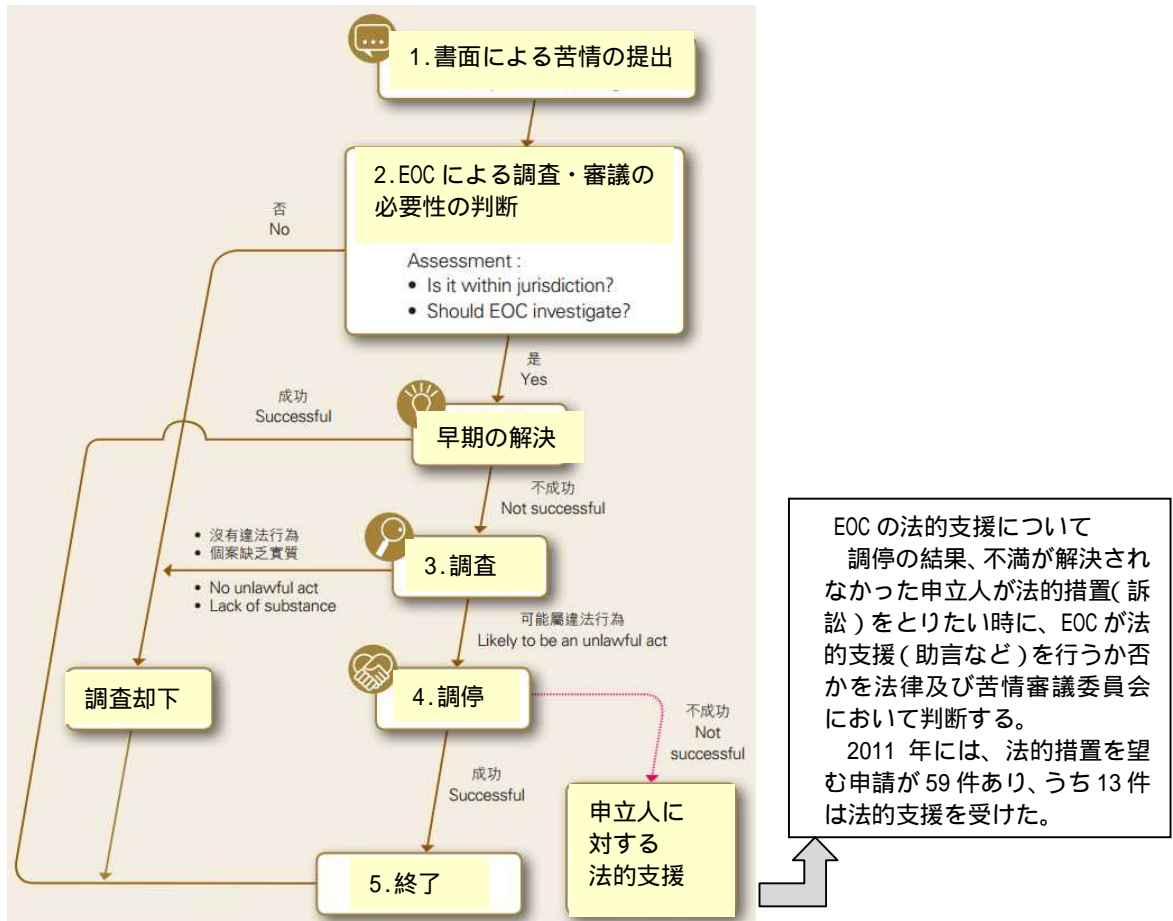 1.書面による苦情の提出
2.EOC による調査・審議の
必要性の判断
Assessment :
• Is it within jurisdiction?
• Should EOC investigate?
否
No
是
Yes
成功
Successful
早期の解決
不成功
Not successful
• 沒有違法行為
• 個案缺乏實質
• No unlawful act
• Lack of substance
3.調査
可能屬違法行為
Likely to be an unlawful act
調査却下
4.調停
不成功
Not
successful
成功
Successful
申立人に
対する
法的支援
5.終了
EOC の法的支援について
調停の結果、不満が解決され
なかった申立人が法的措置(訴
訟)をとりたい時に、EOC が法
的支援(助言など)を行うか否
かを法律及び苦情審議委員会
において判断する。
2011 年には、法的措置を望
む申請が 59 件あり、うち 13 件
は法的支援を受けた。